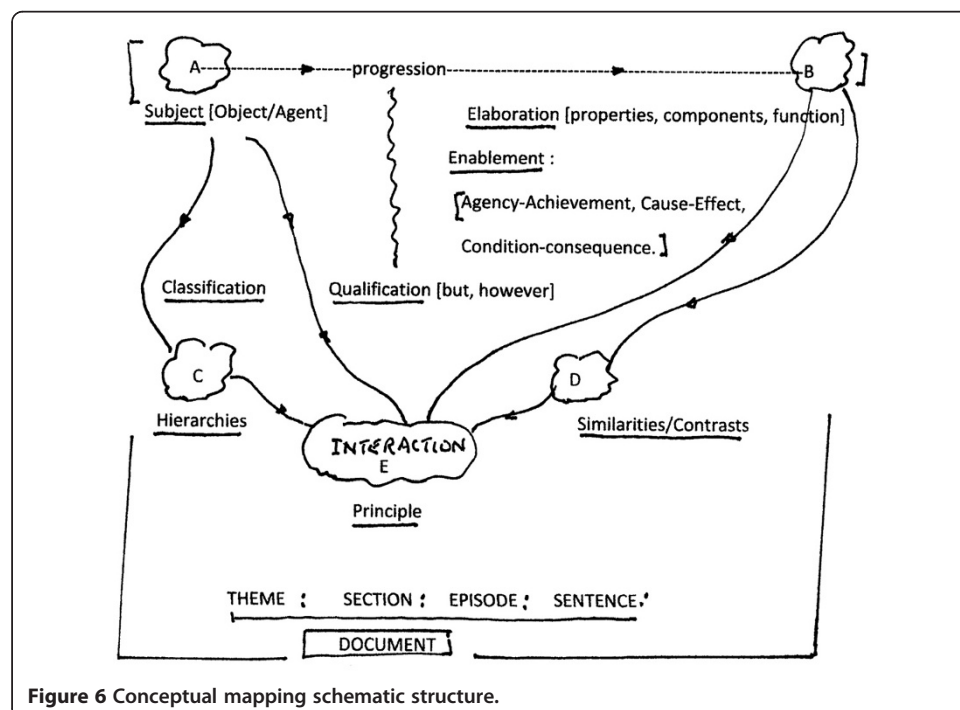 A progression B
Subject [Object/Agent]
Elaboration [properties, components, function]
Enablement :
[Agency-Achievement, Cause-Effect,
Condition-consequence.]
Classification
Qualification [but, however]
C
D
Hierarchies
Similarities/Contrasts
INTERACTION
E
Principle
THEME : SECTION : EPISODE : SENTENCE :
DOCUMENT
Figure 6 Conceptual mapping schematic structure.